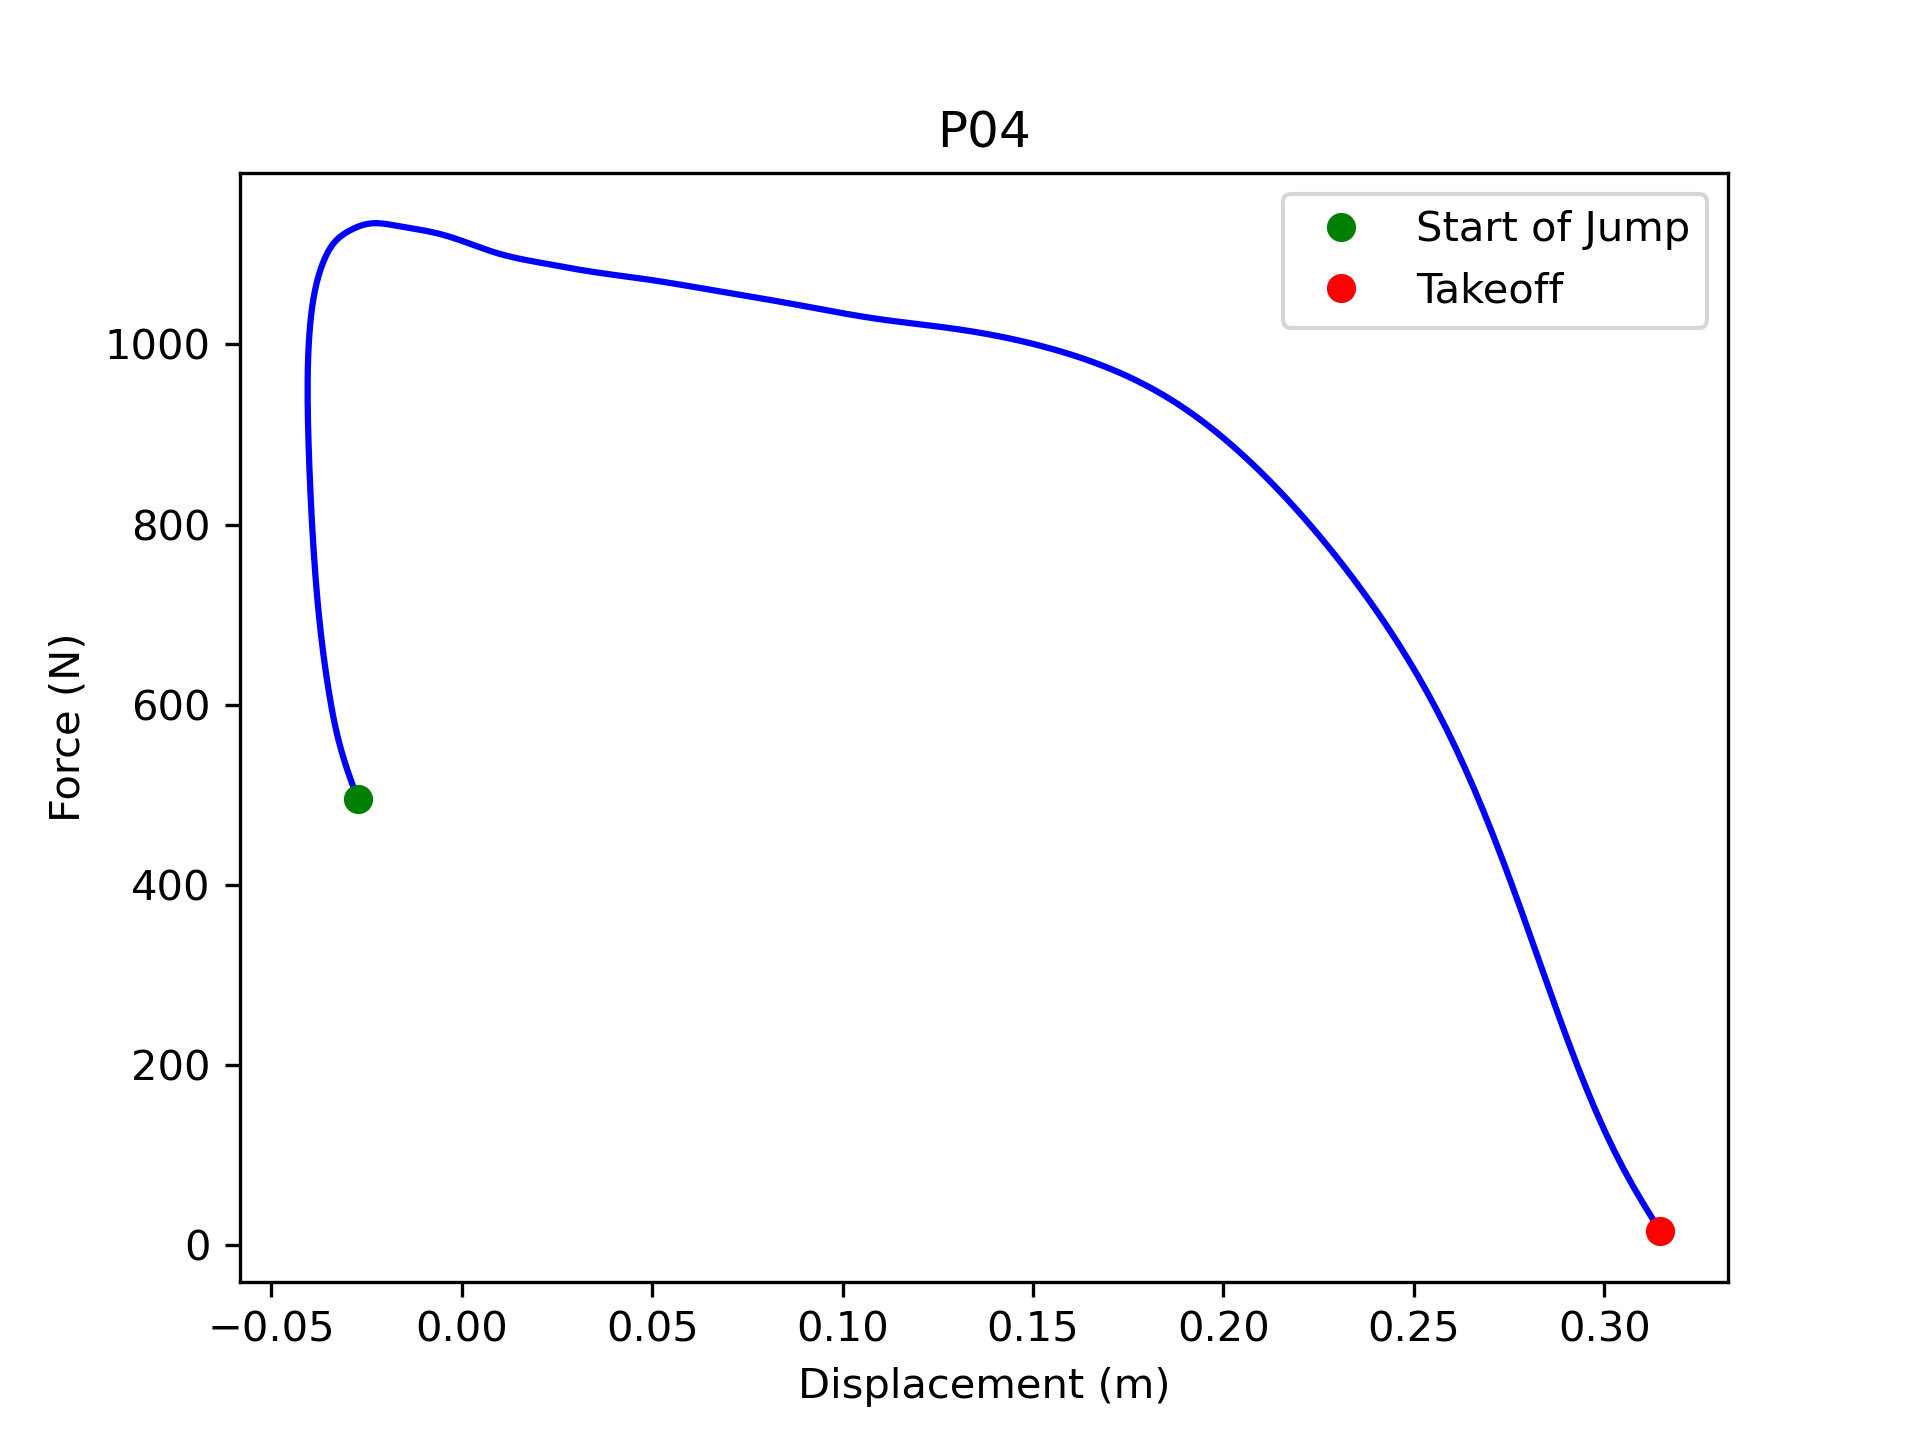 P04
Start of Jump
Takeoff
Force (N)
1000
800
600
400
200
0
−0.05 0.00 0.05 0.10 0.15 0.20 0.25 0.30
Displacement (m)